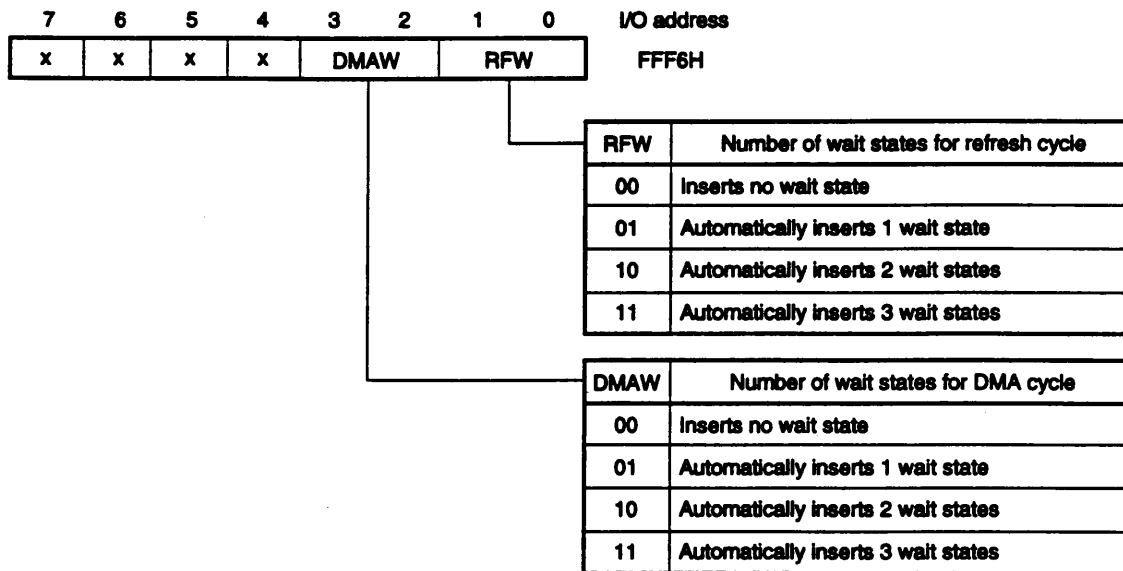 7 6 5 4 3 2 1 0 I/O address
x x x x DMAW RFW FFF6H
RFW Number of wait states for refresh cycle
00 Inserts no wait state
01 Automatically inserts 1 wait state
10 Automatically inserts 2 wait states
11 Automatically inserts 3 wait states
DMAW Number of wait states for DMA cycle
00 Inserts no wait state
01 Automatically inserts 1 wait state
10 Automatically inserts 2 wait states
11 Automatically inserts 3 wait states